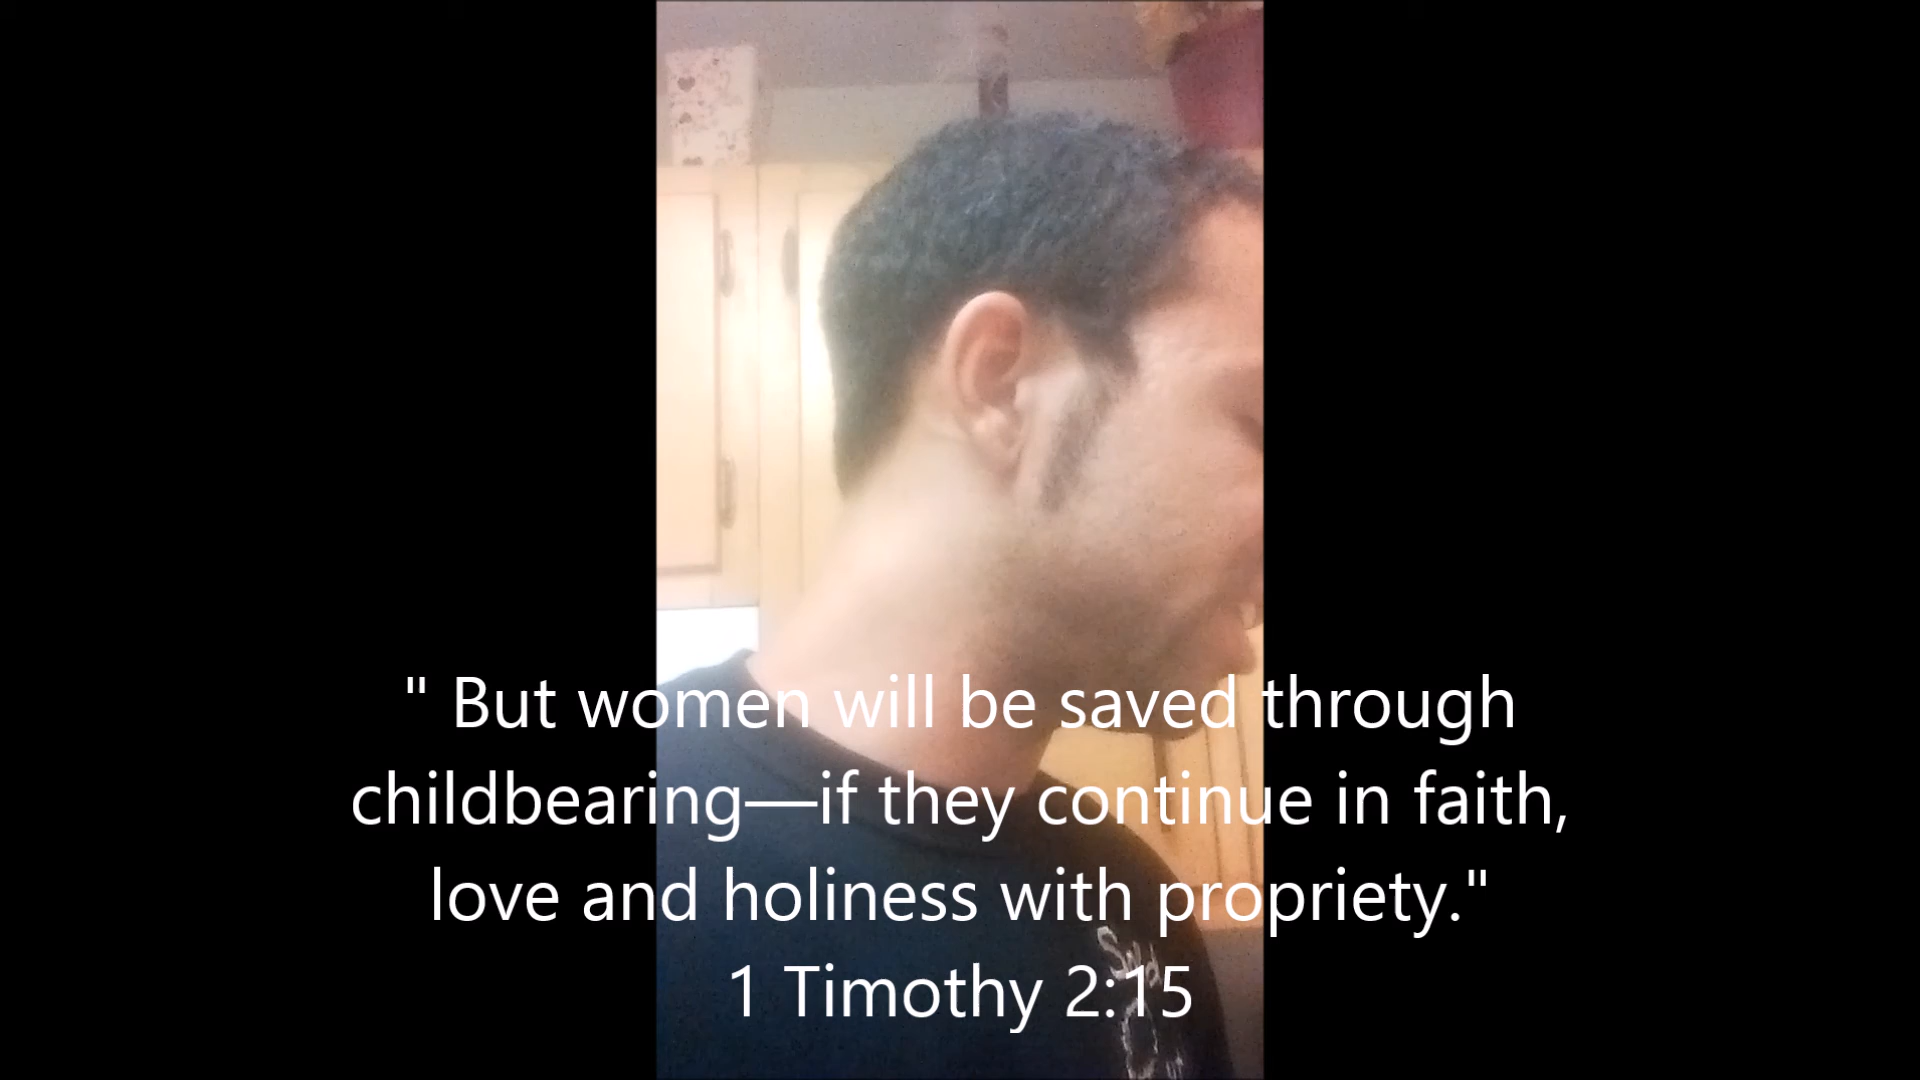 " But women will be saved through
childbearing—if they continue in faith,
love and holiness with propriety."
1 Timothy 2:15